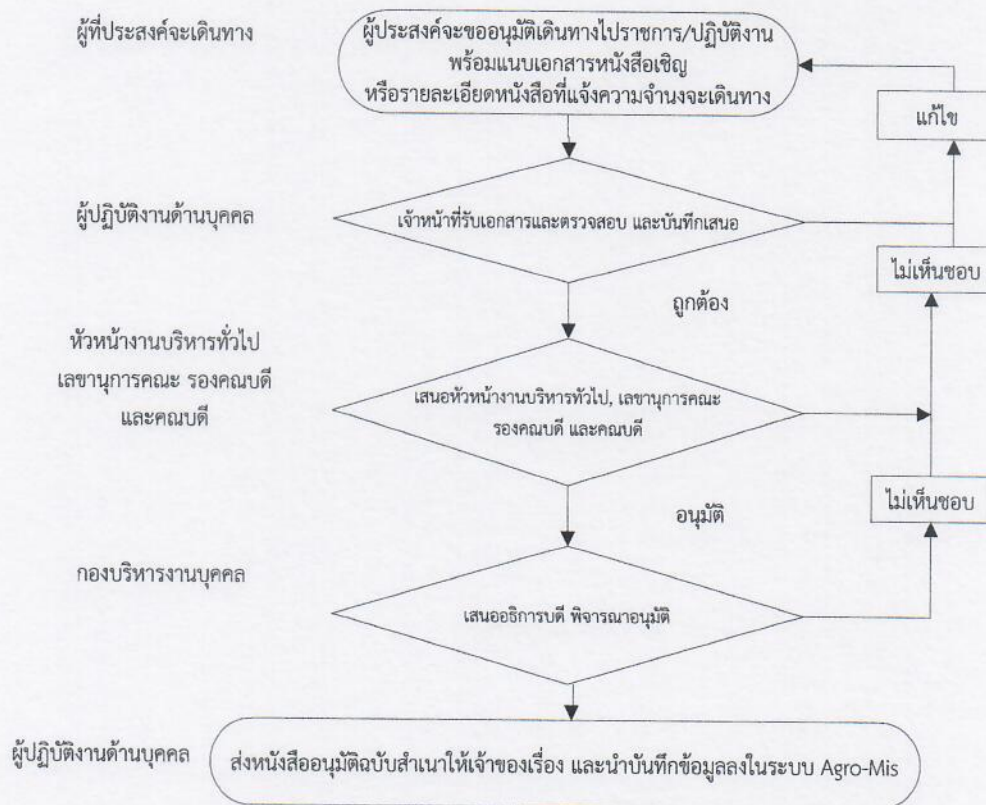 ผู้ที่ประสงค์จะเดินทาง
ผู้ประสงค์จะขออนุมัติเดินทางไปราชการ/ปฏิบัติงาน
พร้อมแนบเอกสารหนังสือเชิญ
หรือรายละเอียดหนังสือที่แจ้งความจำนงจะเดินทาง
แก้ไข
ผู้ปฏิบัติงานด้านบุคคล
เจ้าหน้าที่รับเอกสารและตรวจสอบ และบันทึกเสนอ
ไม่เห็นชอบ
ถูกต้อง
หัวหน้างานบริหารทั่วไป
เลขานุการคณะ รองคณบดี
และคณบดี
เสนอหัวหน้างานบริหารทั่วไป, เลขานุการคณะ
รองคณบดี และคณบดี
ไม่เห็นชอบ
อนุมัติ
กองบริหารงานบุคคล
เสนออธิการบดี พิจารณาอนุมัติ
ผู้ปฏิบัติงานด้านบุคคล
ส่งหนังสืออนุมัติฉบับสำเนาให้เจ้าของเรื่อง และนำบันทึกข้อมูลลงในระบบ Agro-Mis